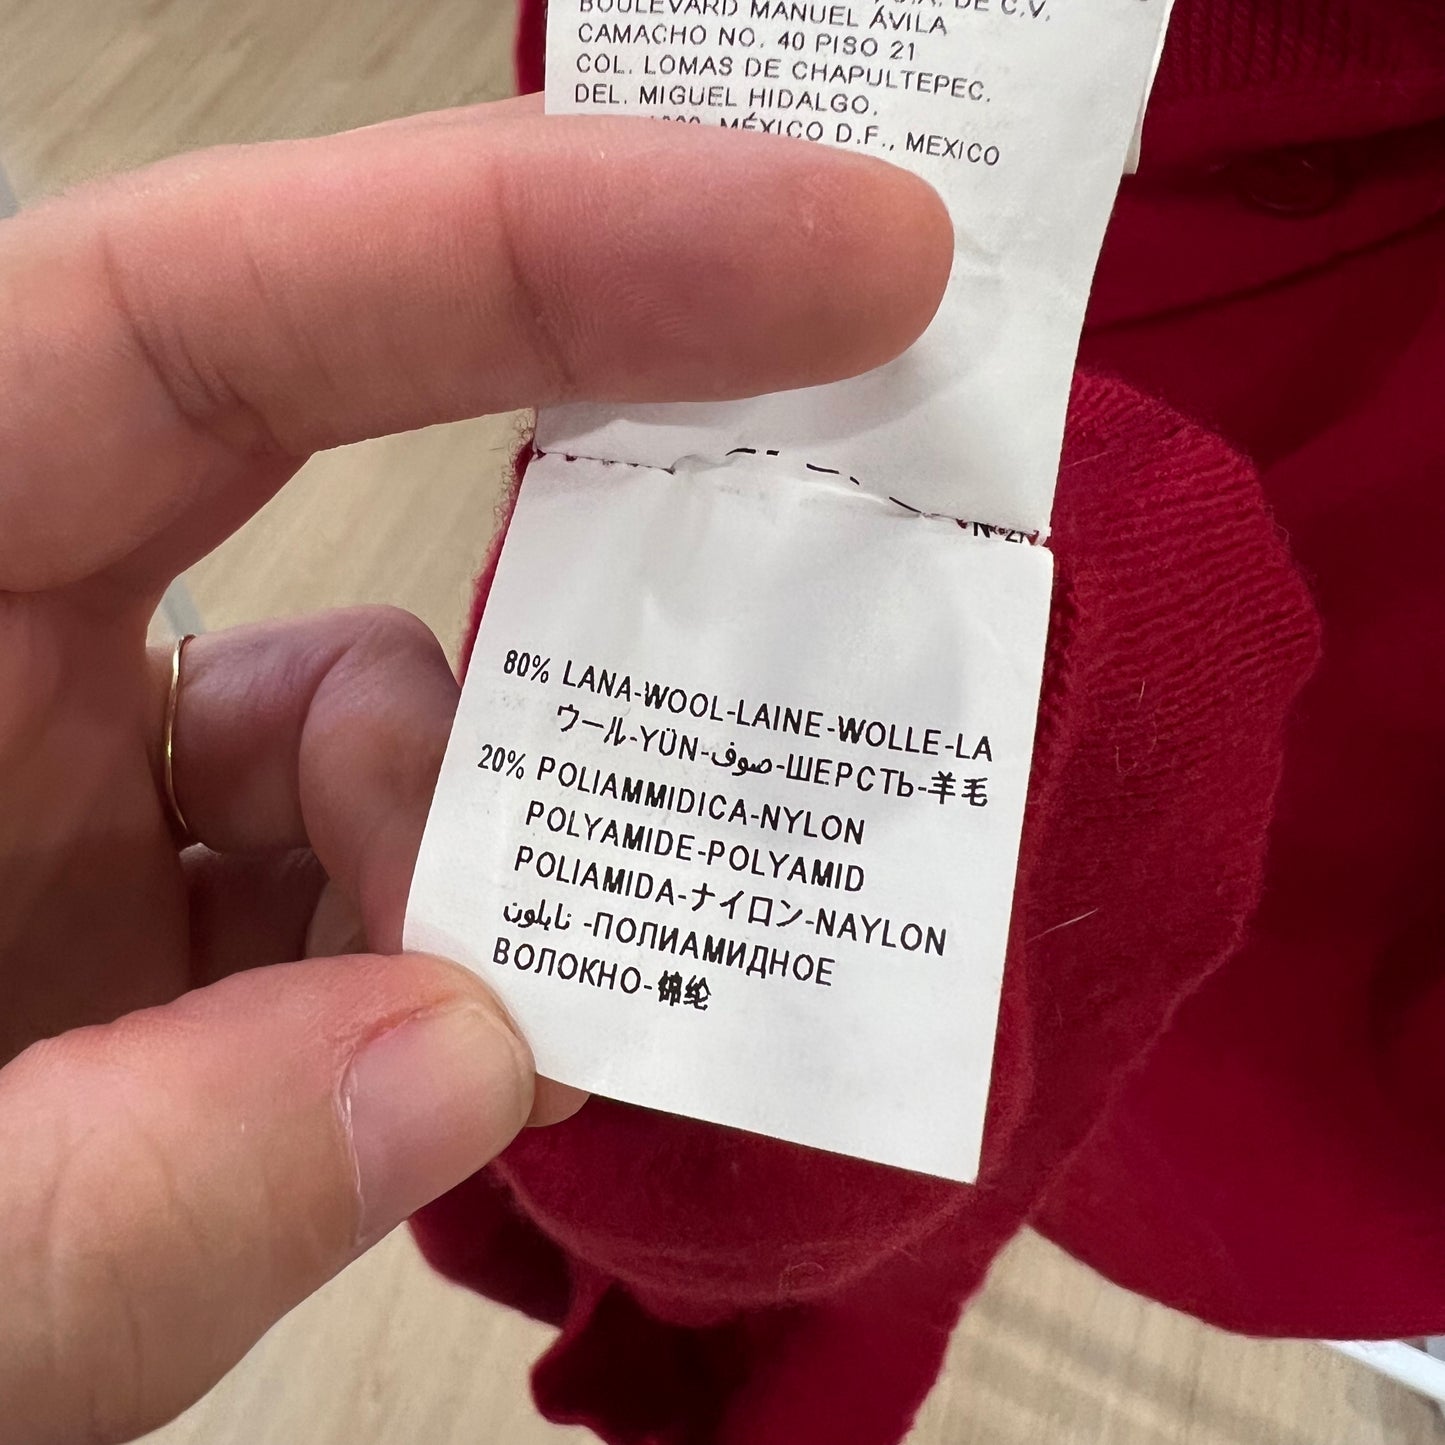 DE C.V.
BOULEVARD MANUEL ÁVILA
CAMACHO NO. 40 PISO 21
COL. LOMAS DE CHAPULTEPEC.
DEL. MIGUEL HIDALGO.
MÉXICO D.F., MEXICO
80% LANA-WOOL-LAINE-WOLLE-LA
ウール-YÜN-صوف-ШЕРСТЬ-羊毛
20% POLIAMMIDICA-NYLON
POLYAMIDE-POLYAMID
POLIAMIDA-ナイロン-NAYLON
نايلون -ПОЛИАМИДНОЕ
ВОЛОКНО-锦纶